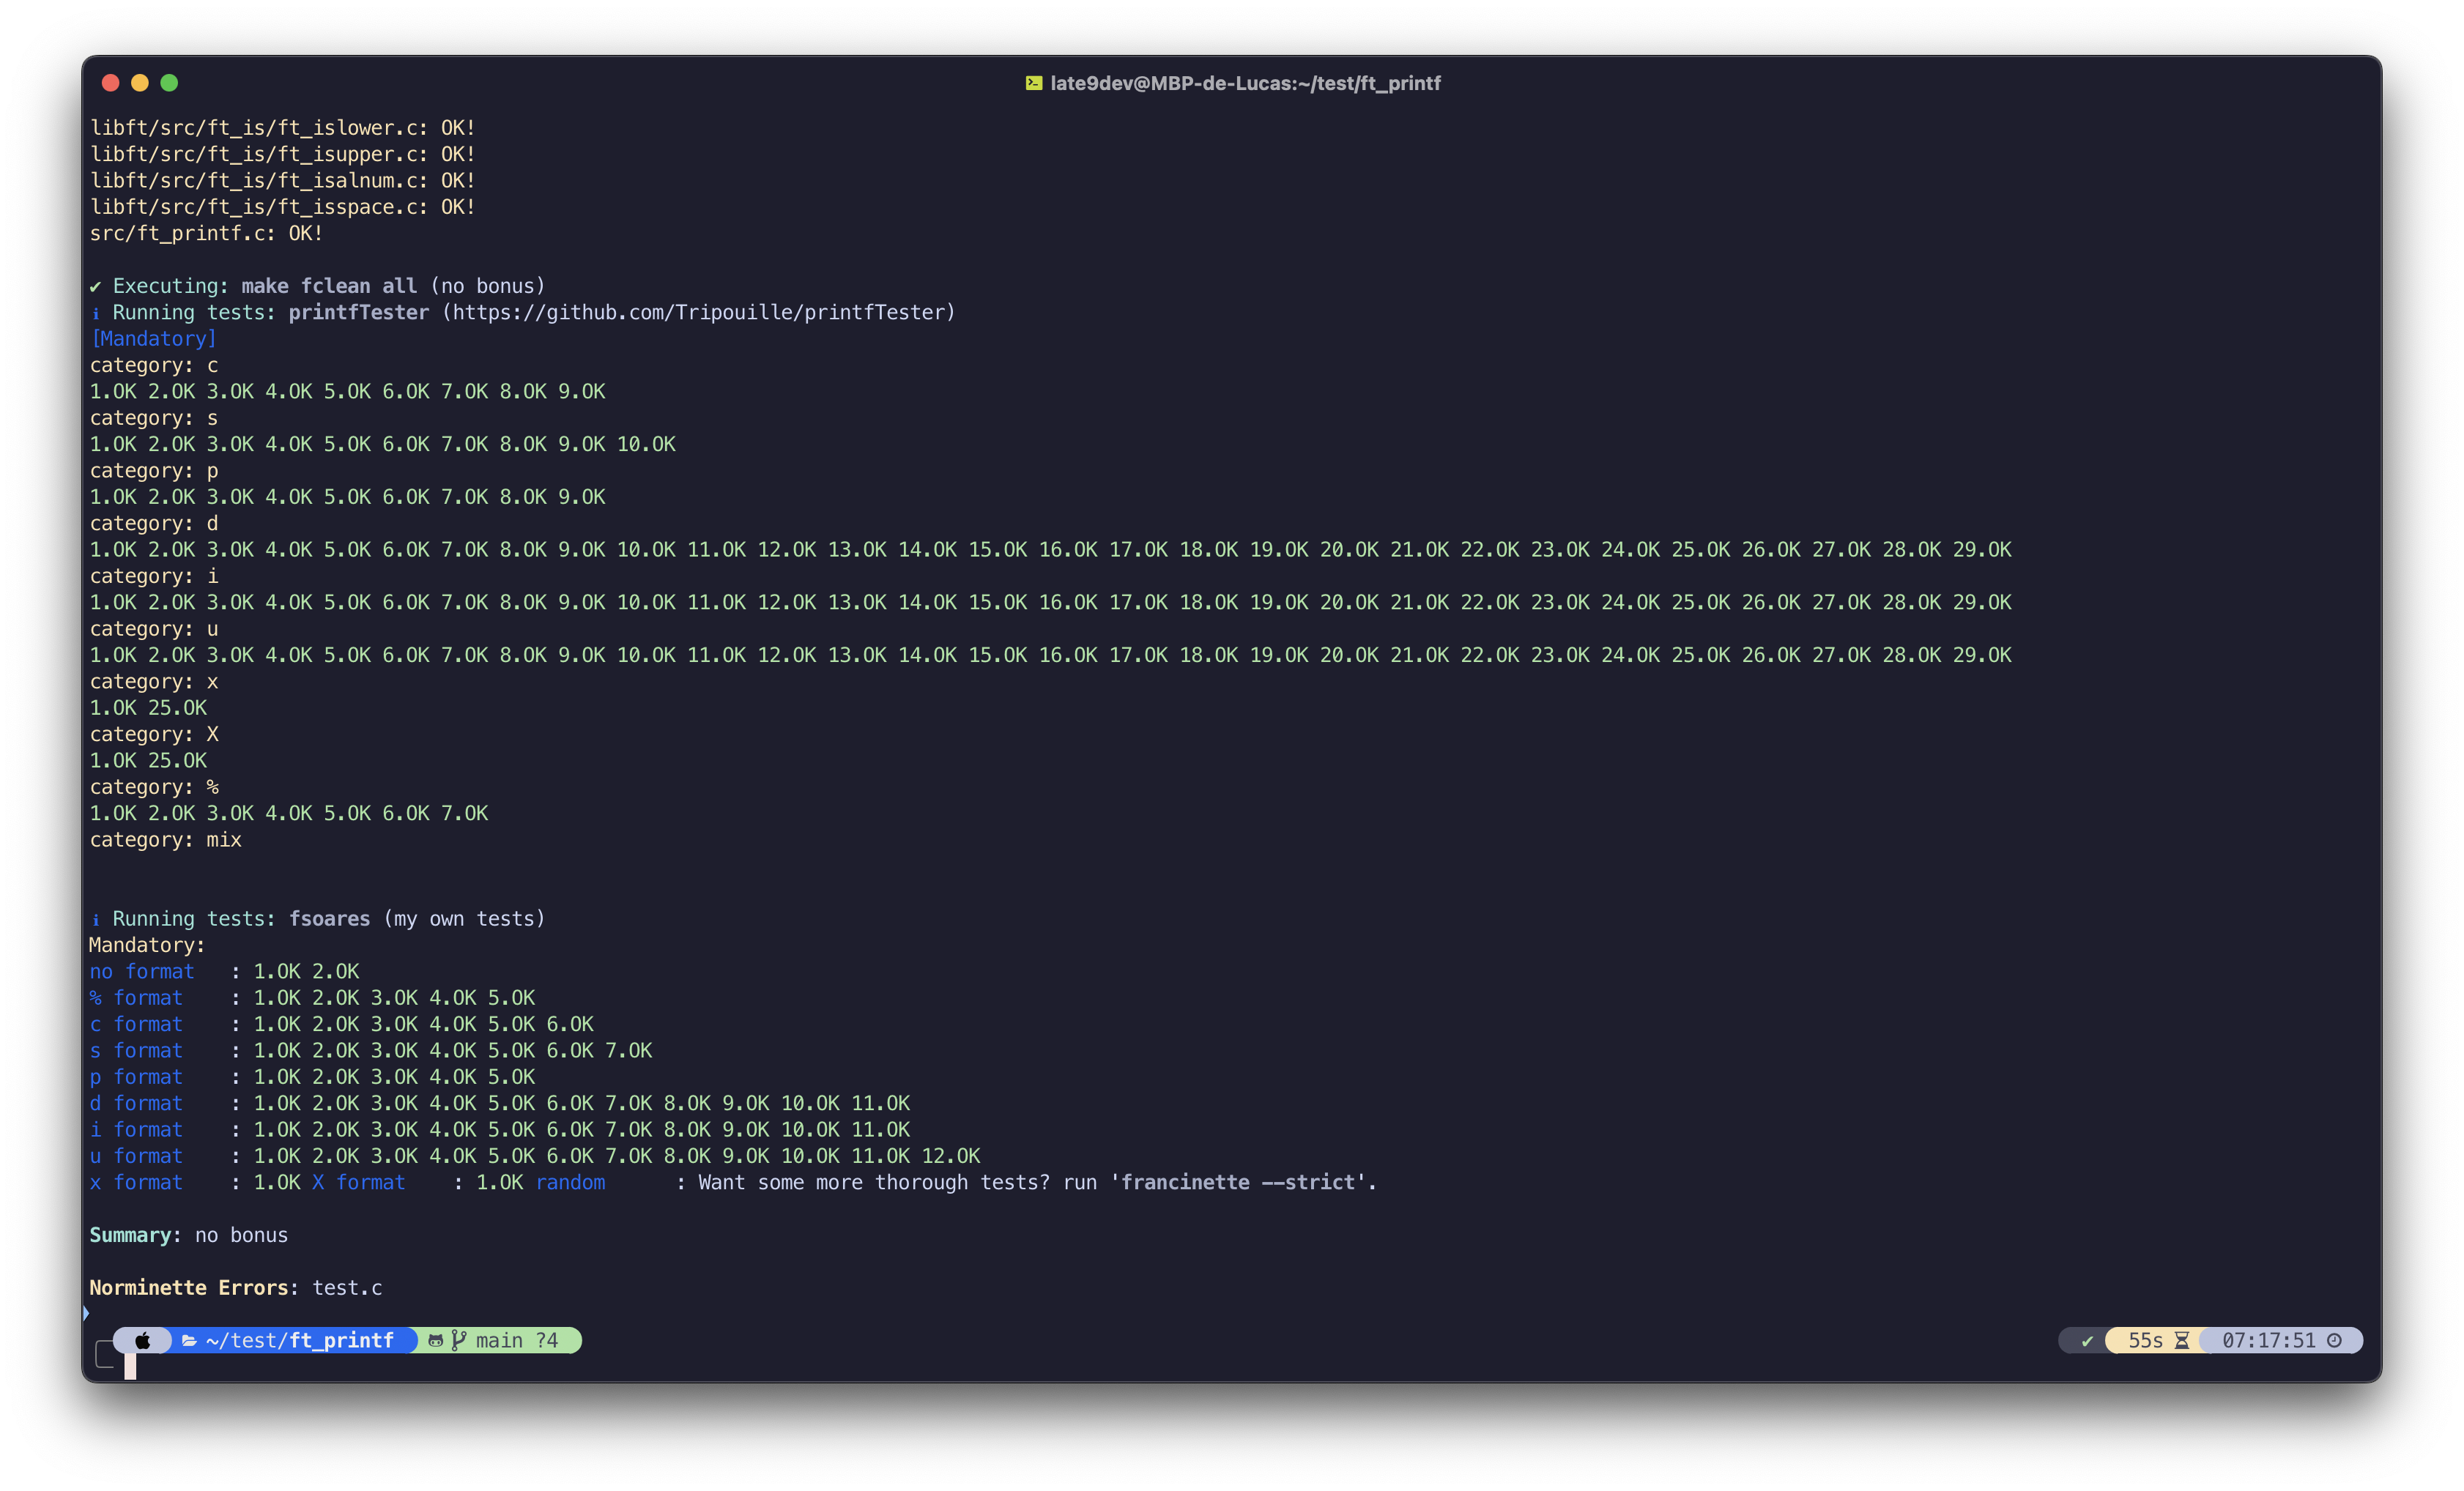 late9dev@MBP-de-Lucas:~/test/ft_printf
libft/src/ft_is/ft_islower.c: OK!
libft/src/ft_is/ft_isupper.c: OK!
libft/src/ft_is/ft_isalnum.c: OK!
libft/src/ft_is/ft_isspace.c: OK!
src/ft_printf.c: OK!
✔ Executing: make fclean all (no bonus)
ℹ Running tests: printfTester (https://github.com/Tripouille/printfTester)
[Mandatory]
category: c
1.OK 2.OK 3.OK 4.OK 5.OK 6.OK 7.OK 8.OK 9.OK
category: s
1.OK 2.OK 3.OK 4.OK 5.OK 6.OK 7.OK 8.OK 9.OK 10.OK
category: p
1.OK 2.OK 3.OK 4.OK 5.OK 6.OK 7.OK 8.OK 9.OK
category: d
1.OK 2.OK 3.OK 4.OK 5.OK 6.OK 7.OK 8.OK 9.OK 10.OK 11.OK 12.OK 13.OK 14.OK 15.OK 16.OK 17.OK 18.OK 19.OK 20.OK 21.OK 22.OK 23.OK 24.OK 25.OK 26.OK 27.OK 28.OK 29.OK
category: i
1.OK 2.OK 3.OK 4.OK 5.OK 6.OK 7.OK 8.OK 9.OK 10.OK 11.OK 12.OK 13.OK 14.OK 15.OK 16.OK 17.OK 18.OK 19.OK 20.OK 21.OK 22.OK 23.OK 24.OK 25.OK 26.OK 27.OK 28.OK 29.OK
category: u
1.OK 2.OK 3.OK 4.OK 5.OK 6.OK 7.OK 8.OK 9.OK 10.OK 11.OK 12.OK 13.OK 14.OK 15.OK 16.OK 17.OK 18.OK 19.OK 20.OK 21.OK 22.OK 23.OK 24.OK 25.OK 26.OK 27.OK 28.OK 29.OK
category: x
1.OK 25.OK
category: X
1.OK 25.OK
category: %
1.OK 2.OK 3.OK 4.OK 5.OK 6.OK 7.OK
category: mix
ℹ Running tests: fsoares (my own tests)
Mandatory:
no format   : 1.OK 2.OK
% format    : 1.OK 2.OK 3.OK 4.OK 5.OK
c format    : 1.OK 2.OK 3.OK 4.OK 5.OK 6.OK
s format    : 1.OK 2.OK 3.OK 4.OK 5.OK 6.OK 7.OK
p format    : 1.OK 2.OK 3.OK 4.OK 5.OK
d format    : 1.OK 2.OK 3.OK 4.OK 5.OK 6.OK 7.OK 8.OK 9.OK 10.OK 11.OK
i format    : 1.OK 2.OK 3.OK 4.OK 5.OK 6.OK 7.OK 8.OK 9.OK 10.OK 11.OK
u format    : 1.OK 2.OK 3.OK 4.OK 5.OK 6.OK 7.OK 8.OK 9.OK 10.OK 11.OK 12.OK
x format    : 1.OK X format    : 1.OK random      : Want some more thorough tests? run 'francinette --strict'.
Summary: no bonus
Norminette Errors: test.c
~/test/ft_printf main ?4 ✔ 55s 07:17:51